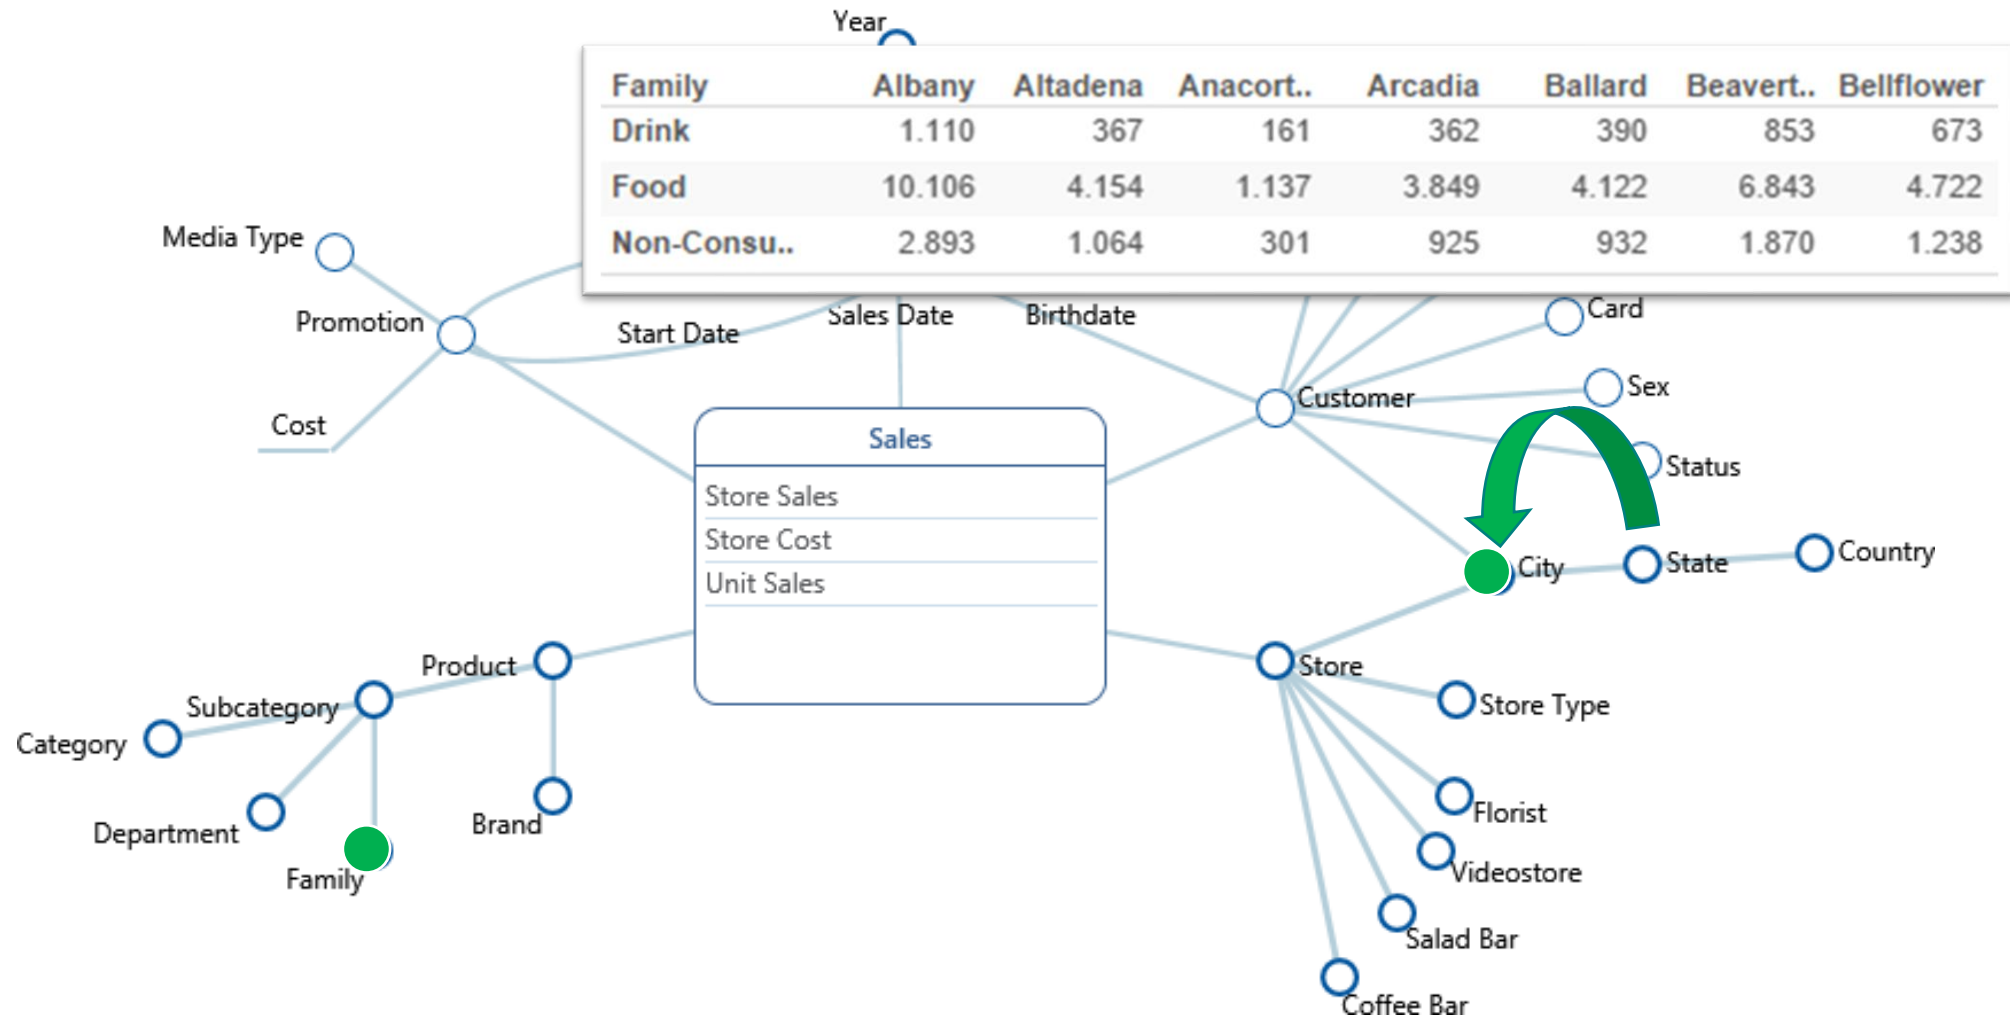 Year
Family Albany Altadena Anacort.. Arcadia Ballard Beavert.. Bellflower
Drink 1.110 367 161 362 390 853 673
Food 10.106 4.154 1.137 3.849 4.122 6.843 4.722
Non-Consu.. 2.893 1.064 301 925 932 1.870 1.238
Media Type
Promotion
Start Date
Sales Date
Birthdate
Card
Customer
Sex
Cost
Sales
Status
Store Sales
Store Cost
Unit Sales
City
State
Country
Product
Store
Subcategory
Store Type
Category
Department
Brand
Florist
Family
Videostore
Salad Bar
Coffee Bar